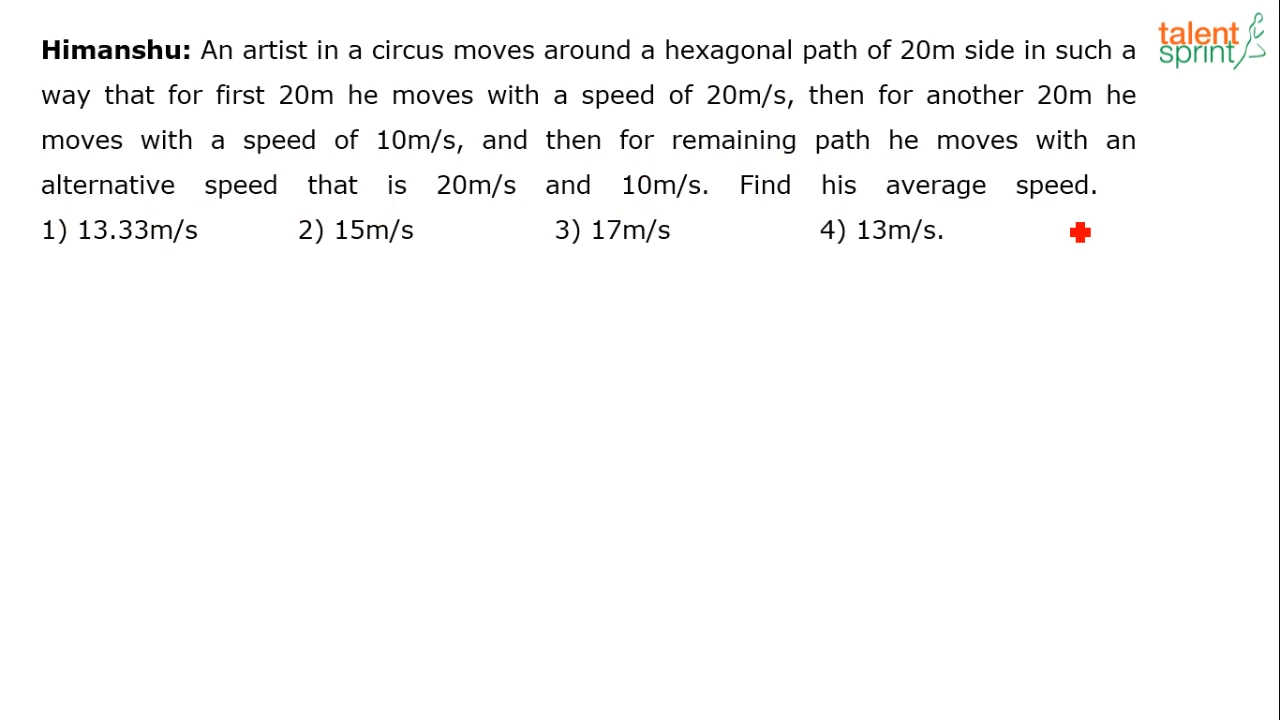 talent
sprint
Himanshu: An artist in a circus moves around a hexagonal path of 20m side in such a
way that for first 20m he moves with a speed of 20m/s, then for another 20m he
moves with a speed of 10m/s, and then for remaining path he moves with an
alternative speed that is 20m/s and 10m/s. Find his average speed.
1) 13.33m/s 2) 15m/s 3) 17m/s 4) 13m/s.